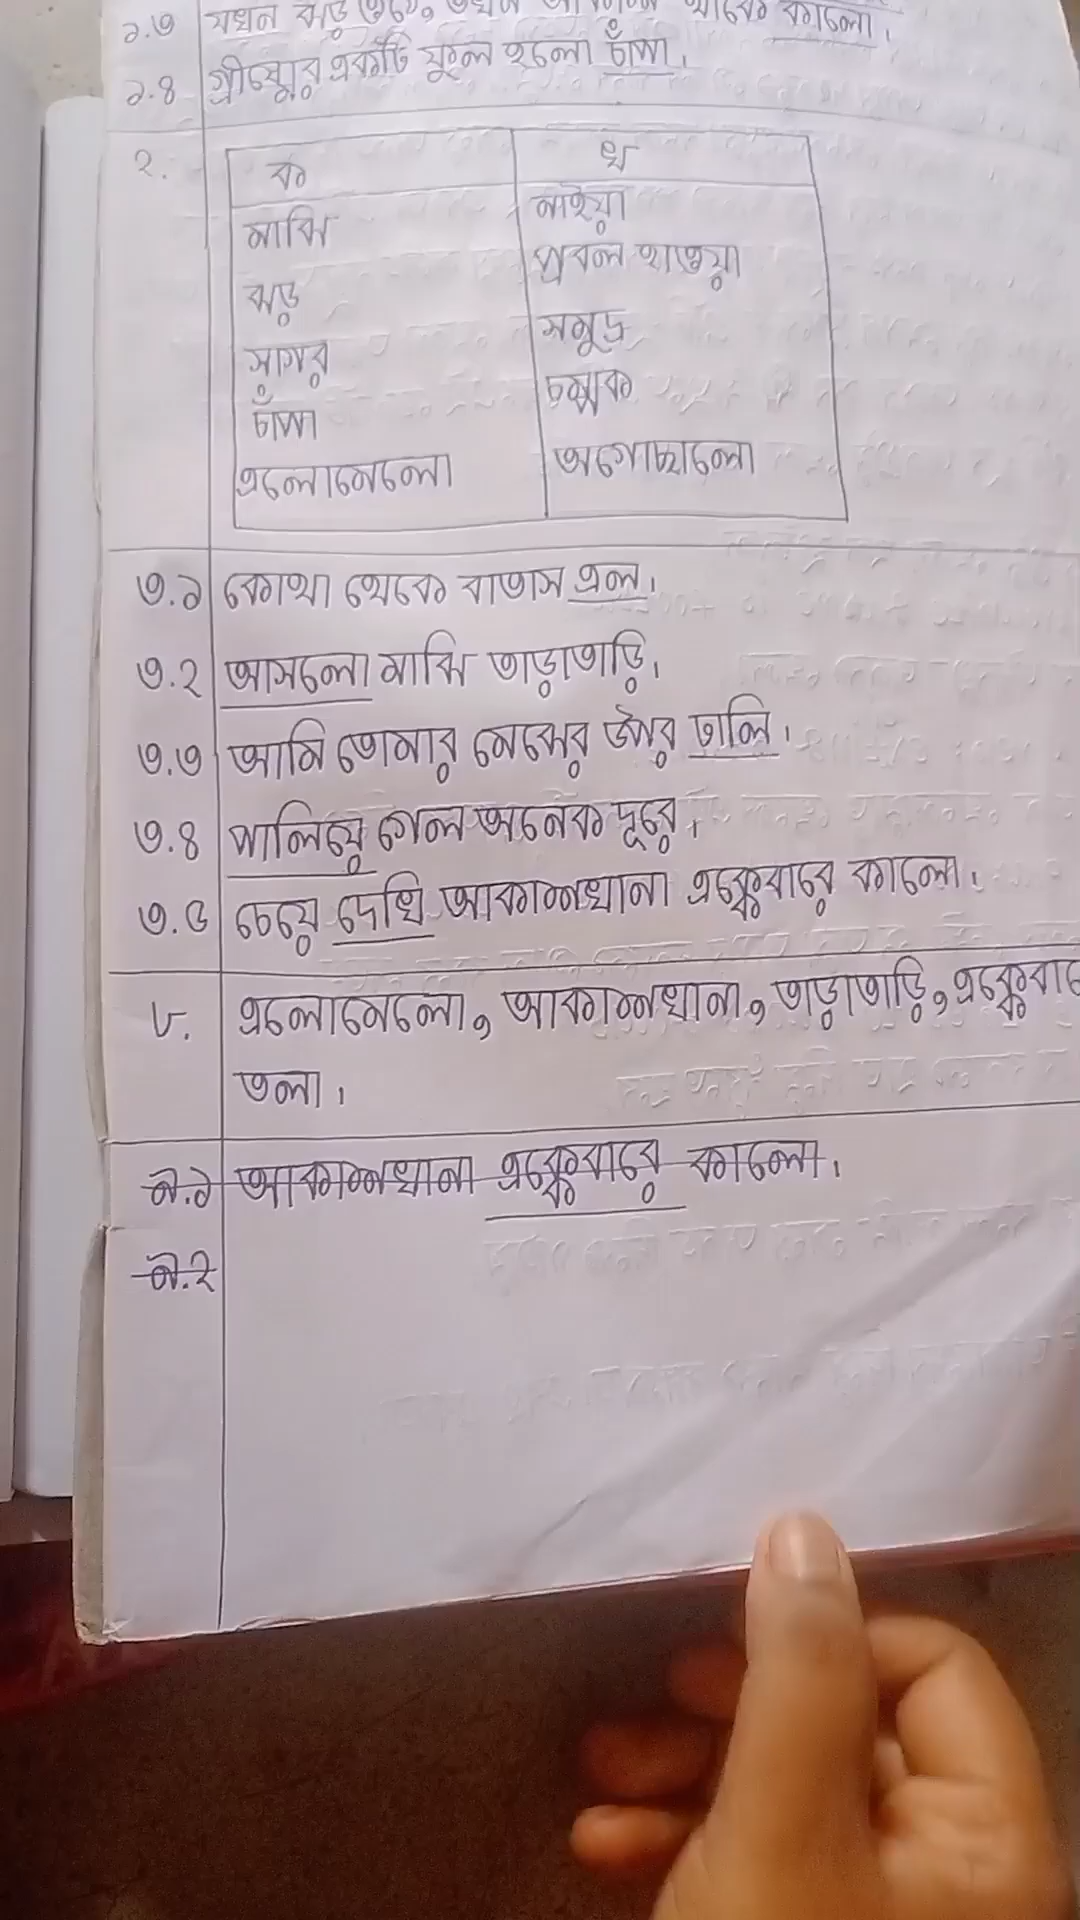 ১.৩ যখন ঝড় ওঠে, তখন আকাশ থাকে কালো।
১.৪ গ্রীষ্মের একটি ফুল হলো চাঁপা।
২. ক খ
মাঝি নাইয়া
ঝড় প্রবল হাওয়া
সাগর সমুদ্র
চাঁপা চম্পক
এলোমেলো অগোছালো
৩.১ কোথা থেকে বাতাস এল।
৩.২ আসলো মাঝি তাড়াতাড়ি।
৩.৩ আমি তোমার মেঘের উপর ঢালি।
৩.৪ পালিয়ে গেল অনেক দূরে।
৩.৫ চেয়ে দেখি আকাশখানা এক্কেবারে কালো।
৮. এলোমেলো, আকাশখানা, তাড়াতাড়ি, এক্কেবারে
তলা।
৯.১ আকাশখানা এক্কেবারে কালো।
৯.২